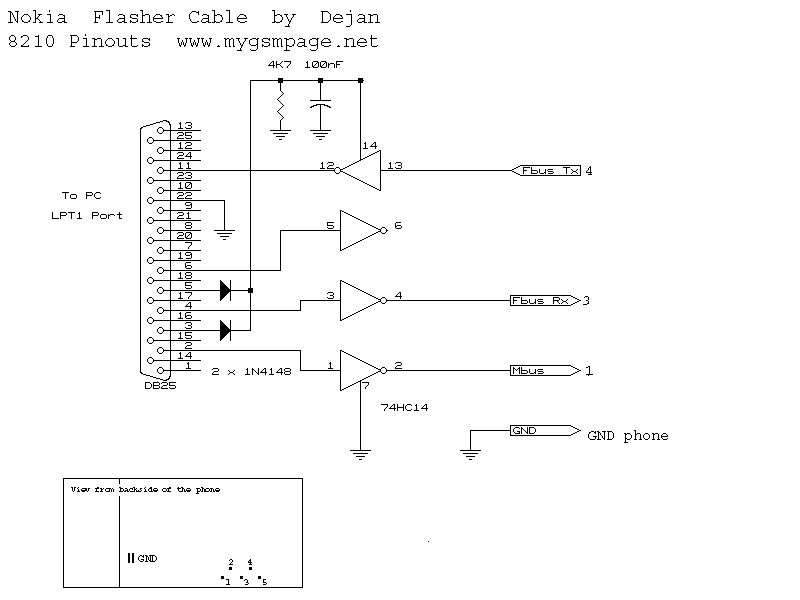 Nokia Flasher Cable by Dejan
8210 Pinouts www.mygsmpage.net
4K7 100nF
14
13
25
12
24
11
23
10
22
9
21
8
20
7
19
6
18
5
17
4
16
3
15
2
14
1
DB25
To PC
LPT1 Port
2 x 1N4148
12 13
Fbus Tx 4
5 6
3 4
Fbus Rx 3
1 2
7
Mbus 1
74HC14
GND GND phone
View from backside of the phone
GND
2 4
1 3 5